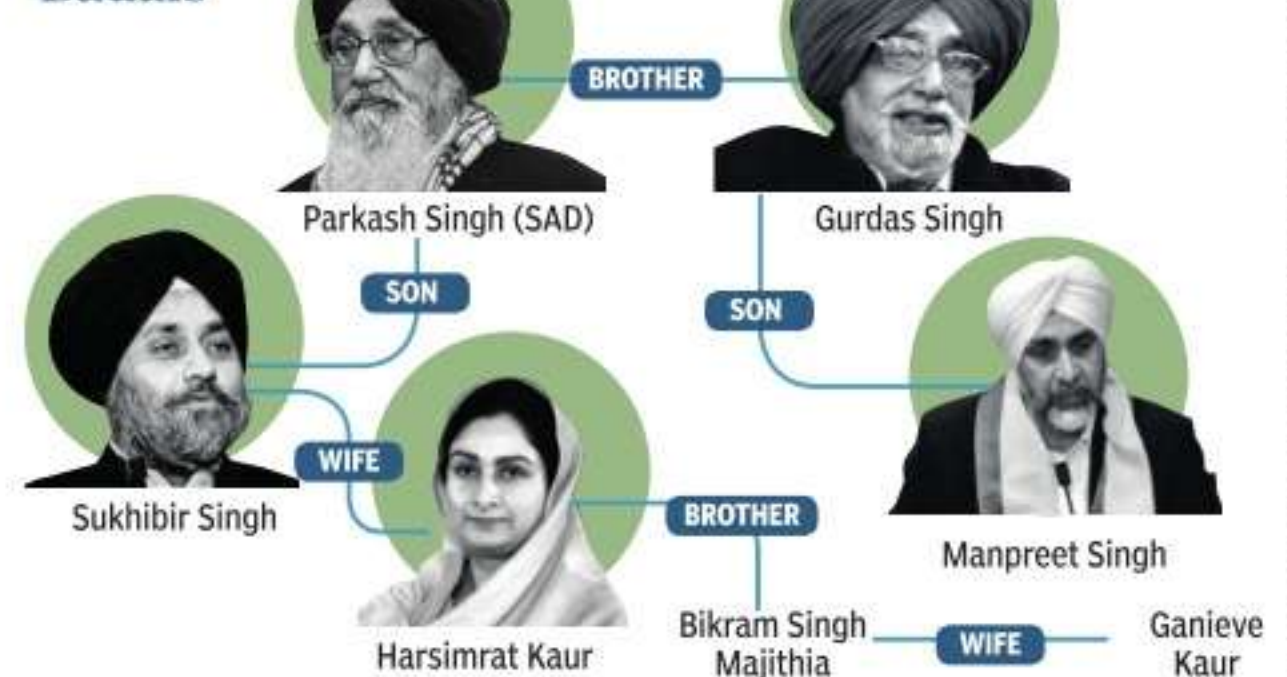 BROTHER
Parkash Singh (SAD)
Gurdas Singh
SON
SON
WIFE
Sukhibir Singh
BROTHER
Manpreet Singh
Harsimrat Kaur
Bikram Singh
Majithia
WIFE
Ganieve
Kaur